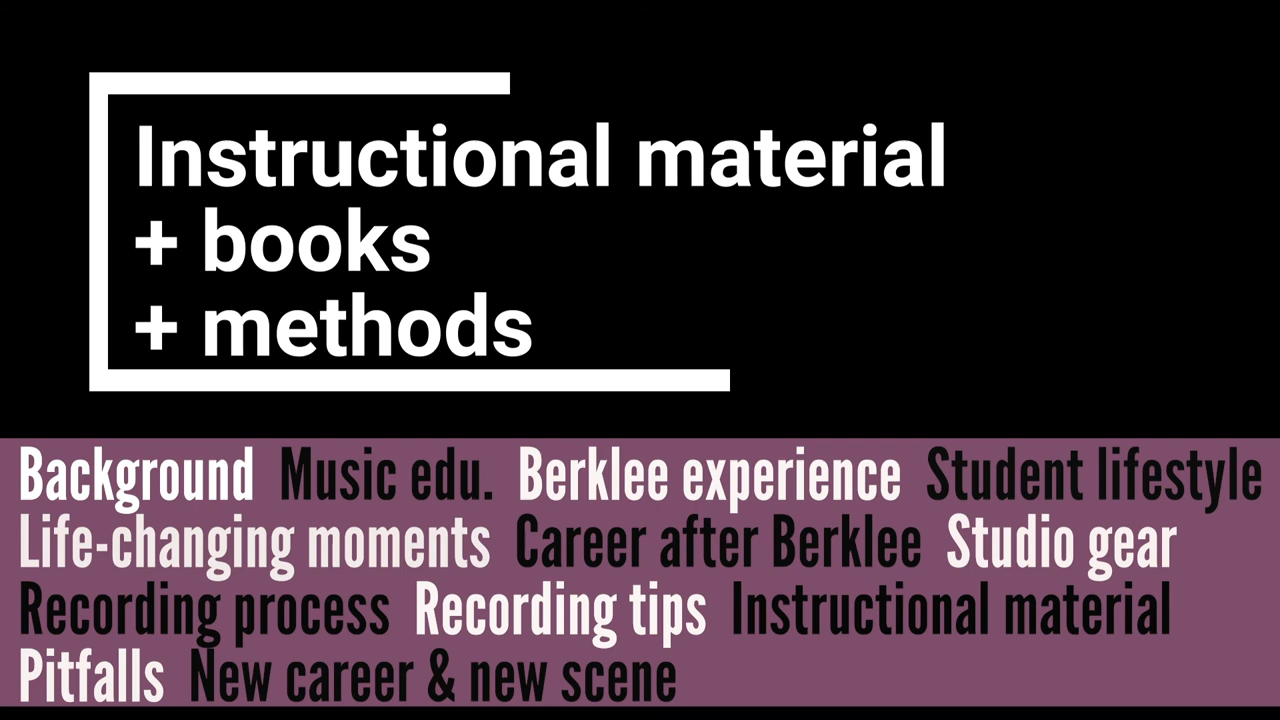 Instructional material
+ books
+ methods
Background Music edu. Berklee experience Student lifestyle
Life-changing moments Career after Berklee Studio gear
Recording process Recording tips Instructional material
Pitfalls New career & new scene